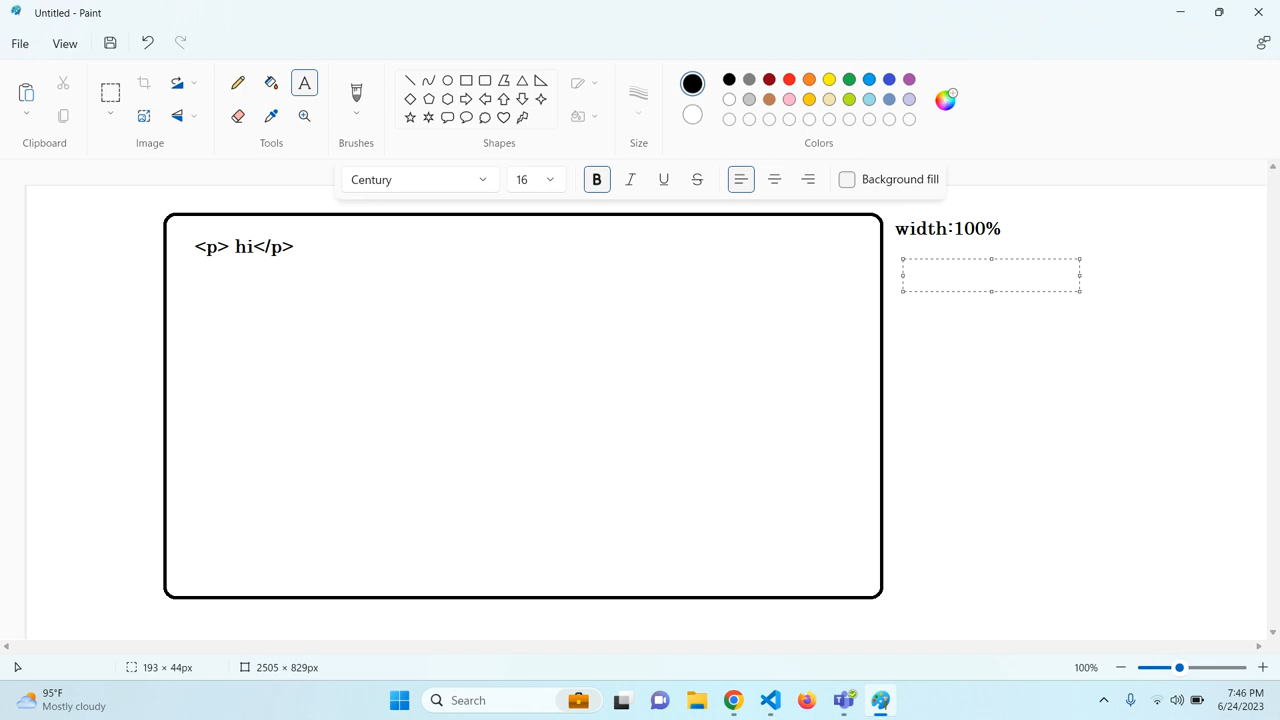 Untitled - Paint
File View
Clipboard
Image
Tools
Brushes
Shapes
Size
Colors
Century 16 B I U S Background fill
width:100%
<p> hi</p>
193 × 44px 2505 × 829px 100%
95°F
Mostly cloudy
Search
7:46 PM
6/24/2023